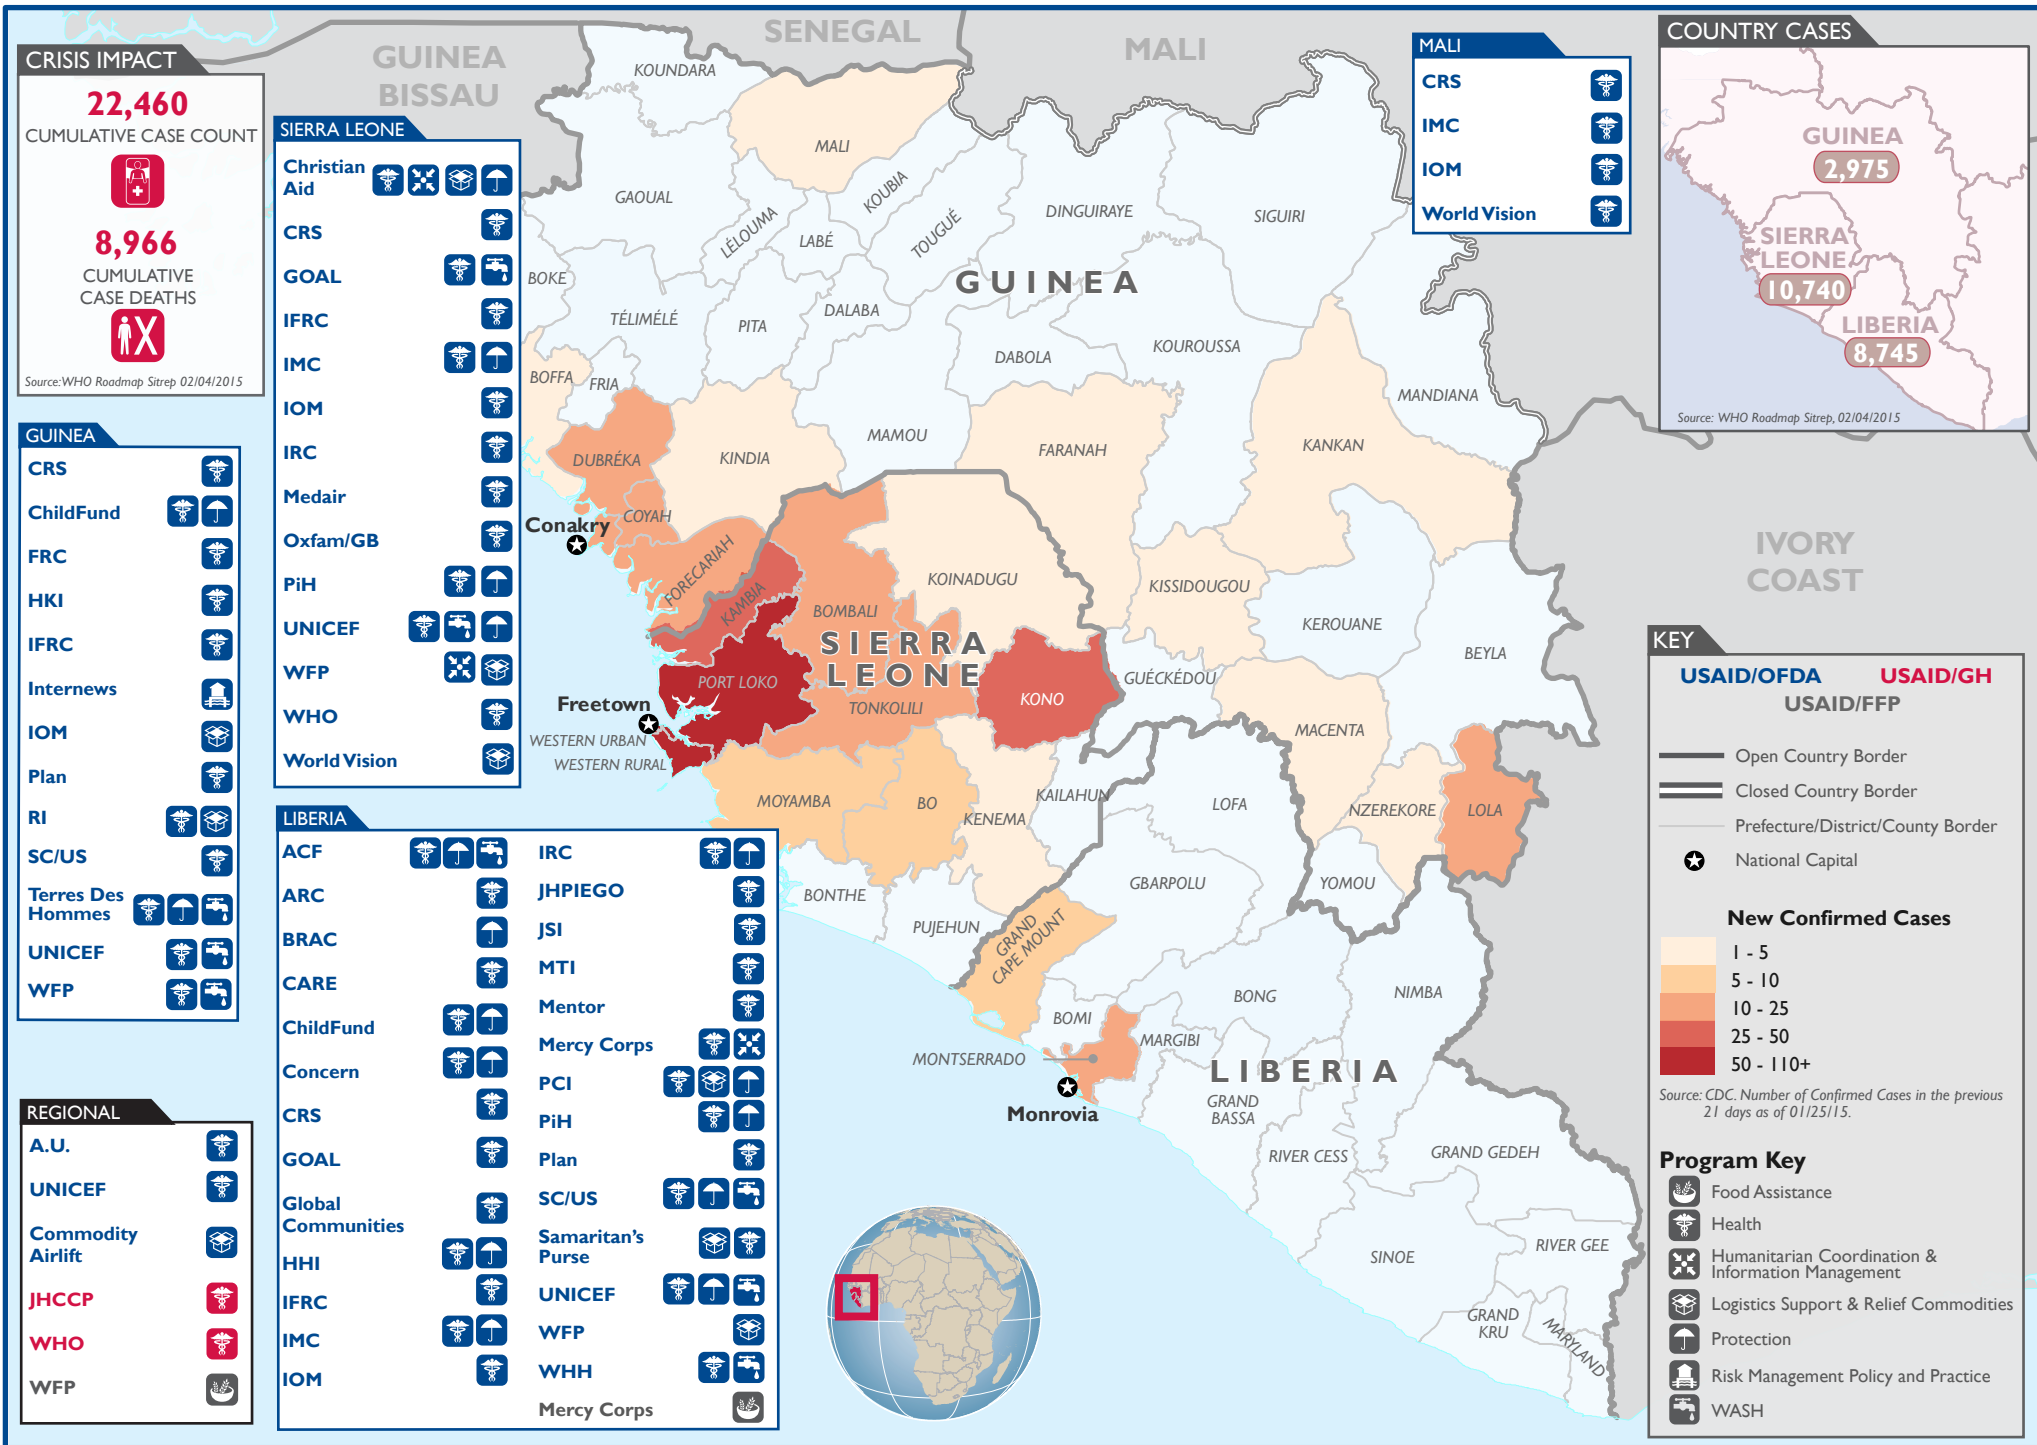 CRISIS IMPACT
22,460
CUMULATIVE CASE COUNT
8,966
CUMULATIVE
CASE DEATHS
Source: WHO Roadmap Sitrep 02/04/2015
GUINEA
CRS
ChildFund
FRC
HKI
IFRC
Internews
IOM
Plan
RI
SC/US
Terres Des
Hommes
UNICEF
WFP
REGIONAL
A.U.
UNICEF
Commodity
Airlift
JHCCP
WHO
WFP
SIERRA LEONE
Christian
Aid
CRS
GOAL
IFRC
IMC
IOM
IRC
Medair
Oxfam/GB
PiH
UNICEF
WFP
WHO
World Vision
LIBERIA
ACF
ARC
BRAC
CARE
ChildFund
Concern
CRS
GOAL
Global
Communities
HHI
IFRC
IMC
IOM
IRC
JHPIEGO
JSI
MTI
Mentor
Mercy Corps
PCI
PiH
Plan
SC/US
Samaritan's
Purse
UNICEF
WFP
WHH
Mercy Corps
MALI
CRS
IMC
IOM
World Vision
COUNTRY CASES
GUINEA
2,975
SIERRA
LEONE
10,740
LIBERIA
8,745
Source: WHO Roadmap Sitrep, 02/04/2015
GUINEA
BISSAU
SENEGAL
MALI
IVORY
COAST
GUINEA
KOUNDARA
MALI
GAOUAL
KOUBIA
LÉLOUMA
LABÉ
TOUGUÉ
DINGUIRAYE
SIGUIRI
BOKE
TÉLIMÉLÉ
PITA
DALABA
DABOLA
KOUROUSSA
MANDIANA
BOFFA
FRIA
MAMOU
DUBRÉKA
KINDIA
FARANAH
KANKAN
COYAH
Conakry
FORECARIAH
KISSIDOUGOU
KEROUANE
BEYLA
GUÉCKÉDOU
MACENTA
NZEREKORE
LOLA
YOMOU
SIERRA
LEONE
KAMBIA
BOMBALI
KOINADUGU
PORT LOKO
TONKOLILI
KONO
Freetown
WESTERN URBAN
WESTERN RURAL
MOYAMBA
BO
KENEMA
KAILAHUN
BONTHE
PUJEHUN
LIBERIA
LOFA
GBARPOLU
GRAND
CAPE MOUNT
BOMI
BONG
NIMBA
MONTSERRADO
MARGIBI
Monrovia
GRAND
BASSA
RIVER CESS
GRAND GEDEH
SINOE
RIVER GEE
GRAND
KRU
MARYLAND
KEY
USAID/OFDA
USAID/GH
USAID/FFP
Open Country Border
Closed Country Border
Prefecture/District/County Border
National Capital
New Confirmed Cases
1 - 5
5 - 10
10 - 25
25 - 50
50 - 110+
Source: CDC. Number of Confirmed Cases in the previous
21 days as of 01/25/15.
Program Key
Food Assistance
Health
Humanitarian Coordination &
Information Management
Logistics Support & Relief Commodities
Protection
Risk Management Policy and Practice
WASH